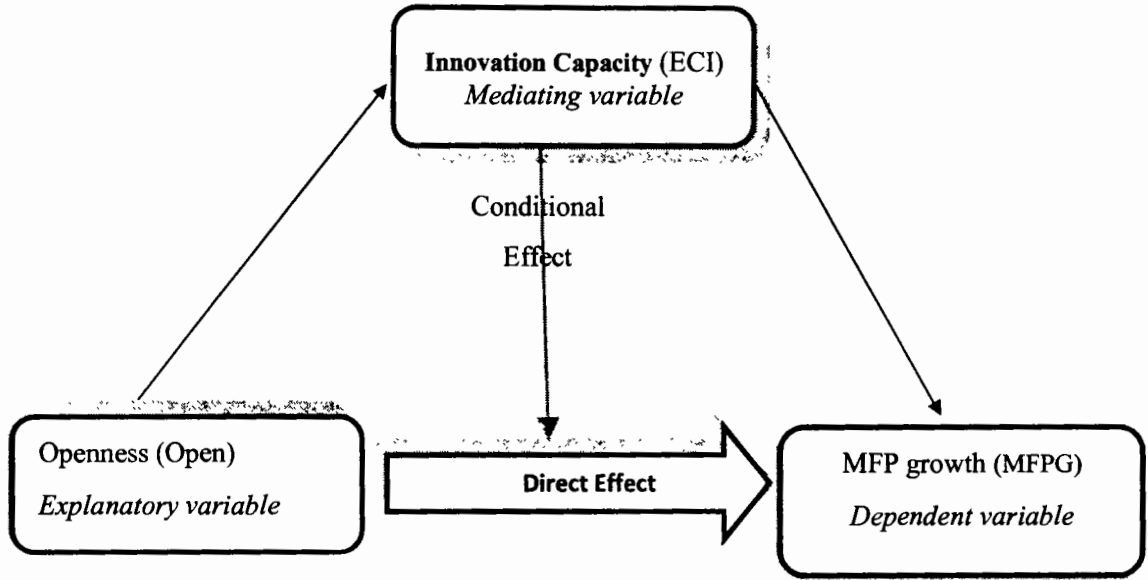 Innovation Capacity (ECI)
Mediating variable
Conditional
Effect
Openness (Open)
Explanatory variable
Direct Effect
MFP growth (MFPG)
Dependent variable